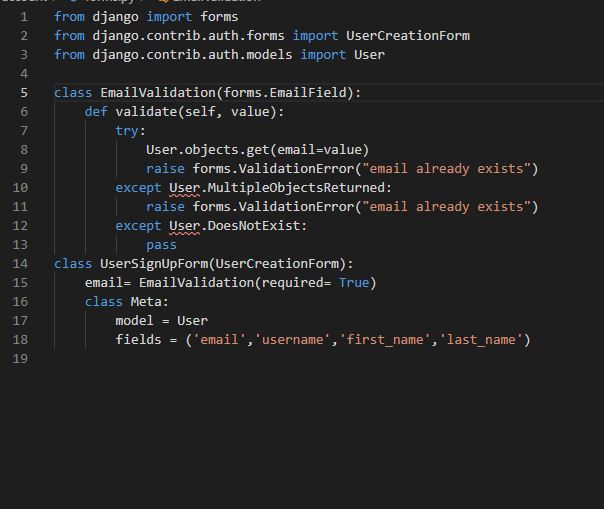 1 from django import forms
2 from django.contrib.auth.forms import UserCreationForm
3 from django.contrib.auth.models import User
4
5 class EmailValidation(forms.EmailField):
6     def validate(self, value):
7         try:
8             User.objects.get(email=value)
9             raise forms.ValidationError("email already exists")
10         except User.MultipleObjectsReturned:
11             raise forms.ValidationError("email already exists")
12         except User.DoesNotExist:
13             pass
14 class UserSignUpForm(UserCreationForm):
15     email= EmailValidation(required= True)
16     class Meta:
17         model = User
18         fields = ('email','username','first_name','last_name')
19